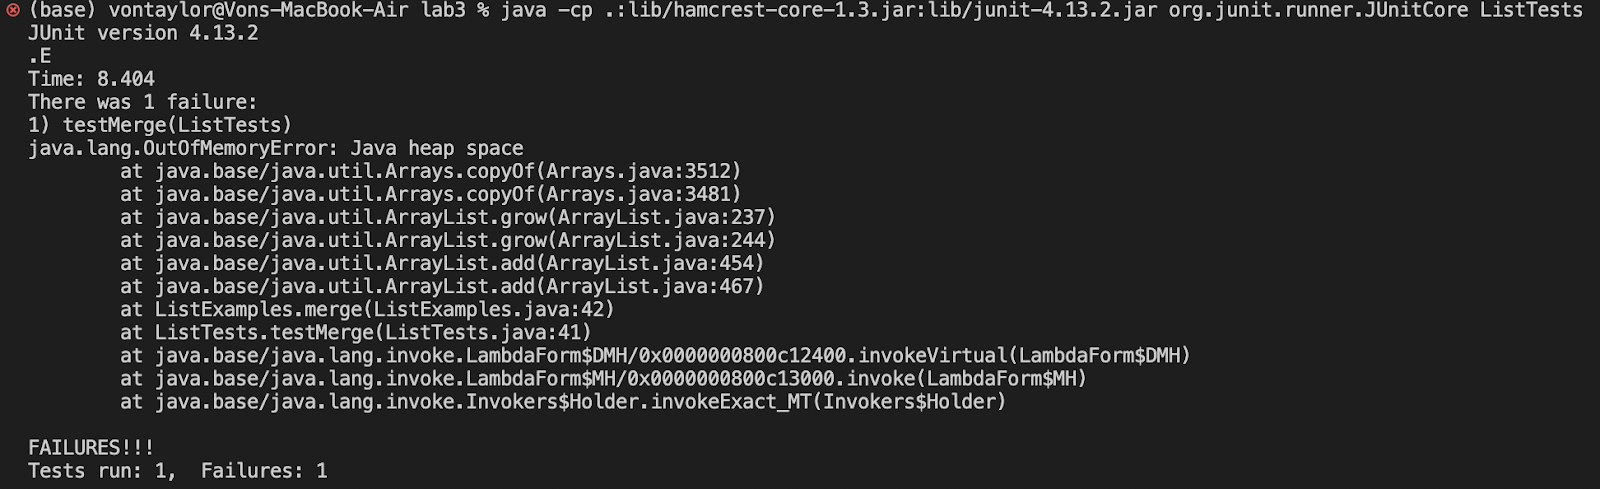 (base) vontaylor@Vons-MacBook-Air lab3 % java -cp .:lib/hamcrest-core-1.3.jar:lib/junit-4.13.2.jar org.junit.runner.JUnitCore ListTests
JUnit version 4.13.2
.E
Time: 8.404
There was 1 failure:
1) testMerge(ListTests)
java.lang.OutOfMemoryError: Java heap space
        at java.base/java.util.Arrays.copyOf(Arrays.java:3512)
        at java.base/java.util.Arrays.copyOf(Arrays.java:3481)
        at java.base/java.util.ArrayList.grow(ArrayList.java:237)
        at java.base/java.util.ArrayList.grow(ArrayList.java:244)
        at java.base/java.util.ArrayList.add(ArrayList.java:454)
        at java.base/java.util.ArrayList.add(ArrayList.java:467)
        at ListExamples.merge(ListExamples.java:42)
        at ListTests.testMerge(ListTests.java:41)
        at java.base/java.lang.invoke.LambdaForm$DMH/0x0000000800c12400.invokeVirtual(LambdaForm$DMH)
        at java.base/java.lang.invoke.LambdaForm$MH/0x0000000800c13000.invoke(LambdaForm$MH)
        at java.base/java.lang.invoke.Invokers$Holder.invokeExact_MT(Invokers$Holder)

FAILURES!!!
Tests run: 1,  Failures: 1